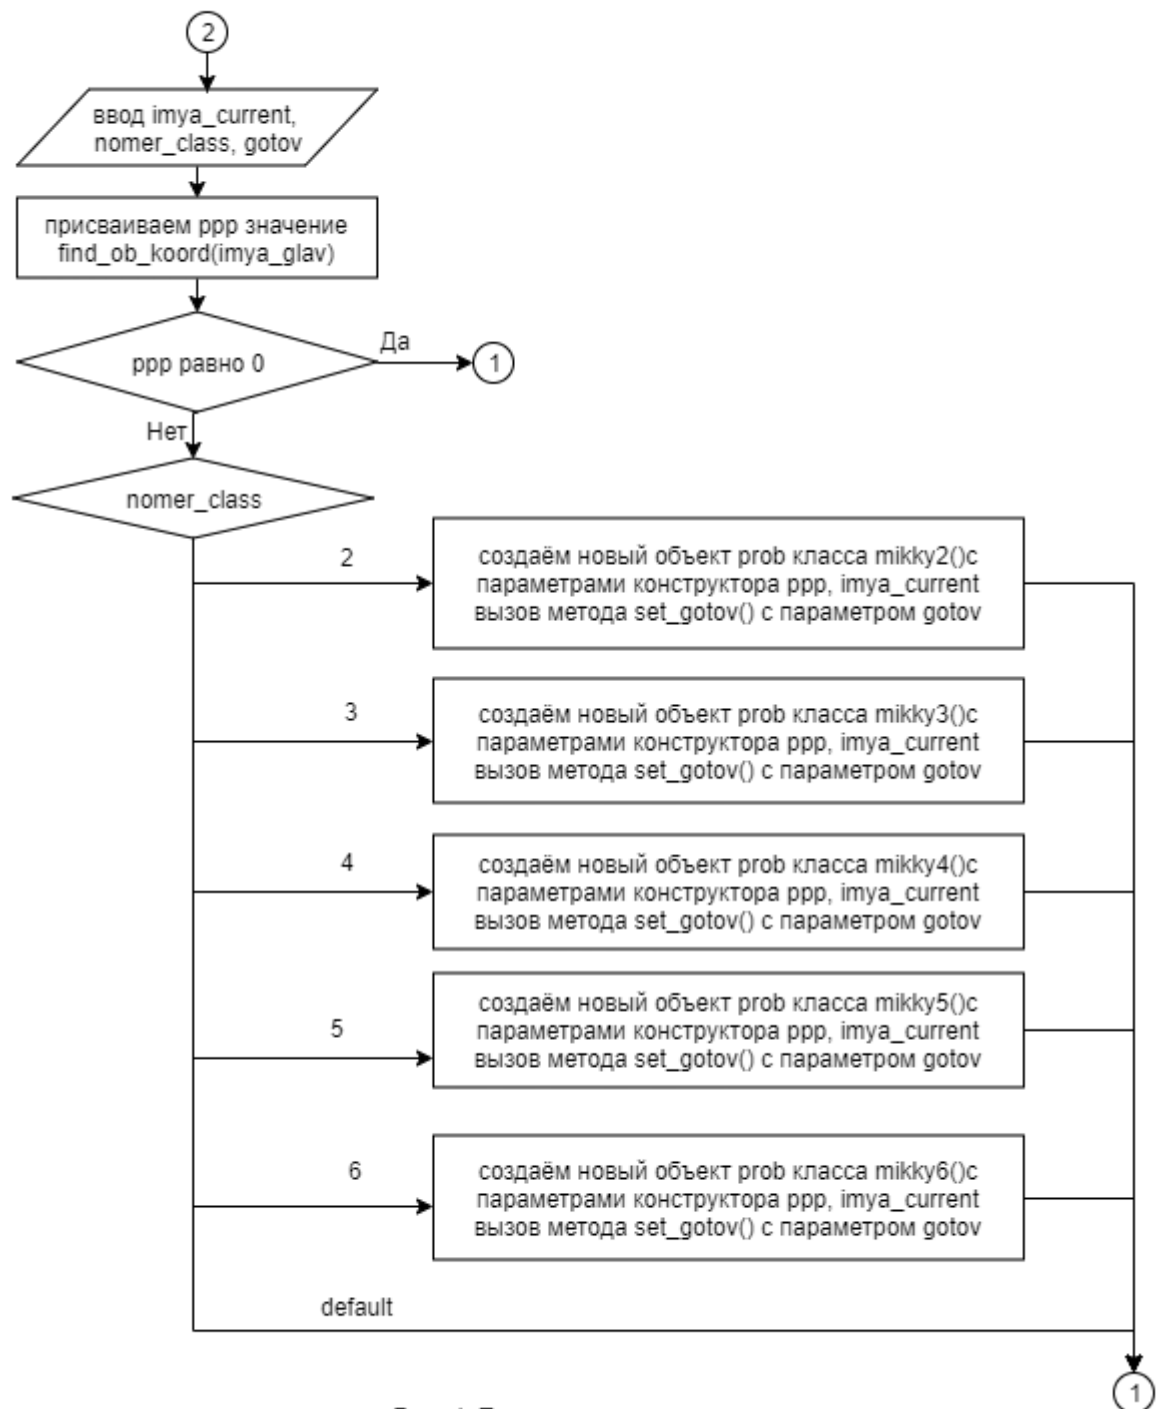 2
ввод imya_current,
nomer_class, gotov
присваиваем ppp значение
find_ob_koord(imya_glav)
ppp равно 0
Да
1
Нет
nomer_class
2
создаём новый объект prob класса mikky2()с
параметрами конструктора ppp, imya_current
вызов метода set_gotov() с параметром gotov
3
создаём новый объект prob класса mikky3()с
параметрами конструктора ppp, imya_current
вызов метода set_gotov() с параметром gotov
4
создаём новый объект prob класса mikky4()с
параметрами конструктора ppp, imya_current
вызов метода set_gotov() с параметром gotov
5
создаём новый объект prob класса mikky5()с
параметрами конструктора ppp, imya_current
вызов метода set_gotov() с параметром gotov
6
создаём новый объект prob класса mikky6()с
параметрами конструктора ppp, imya_current
вызов метода set_gotov() с параметром gotov
default
1